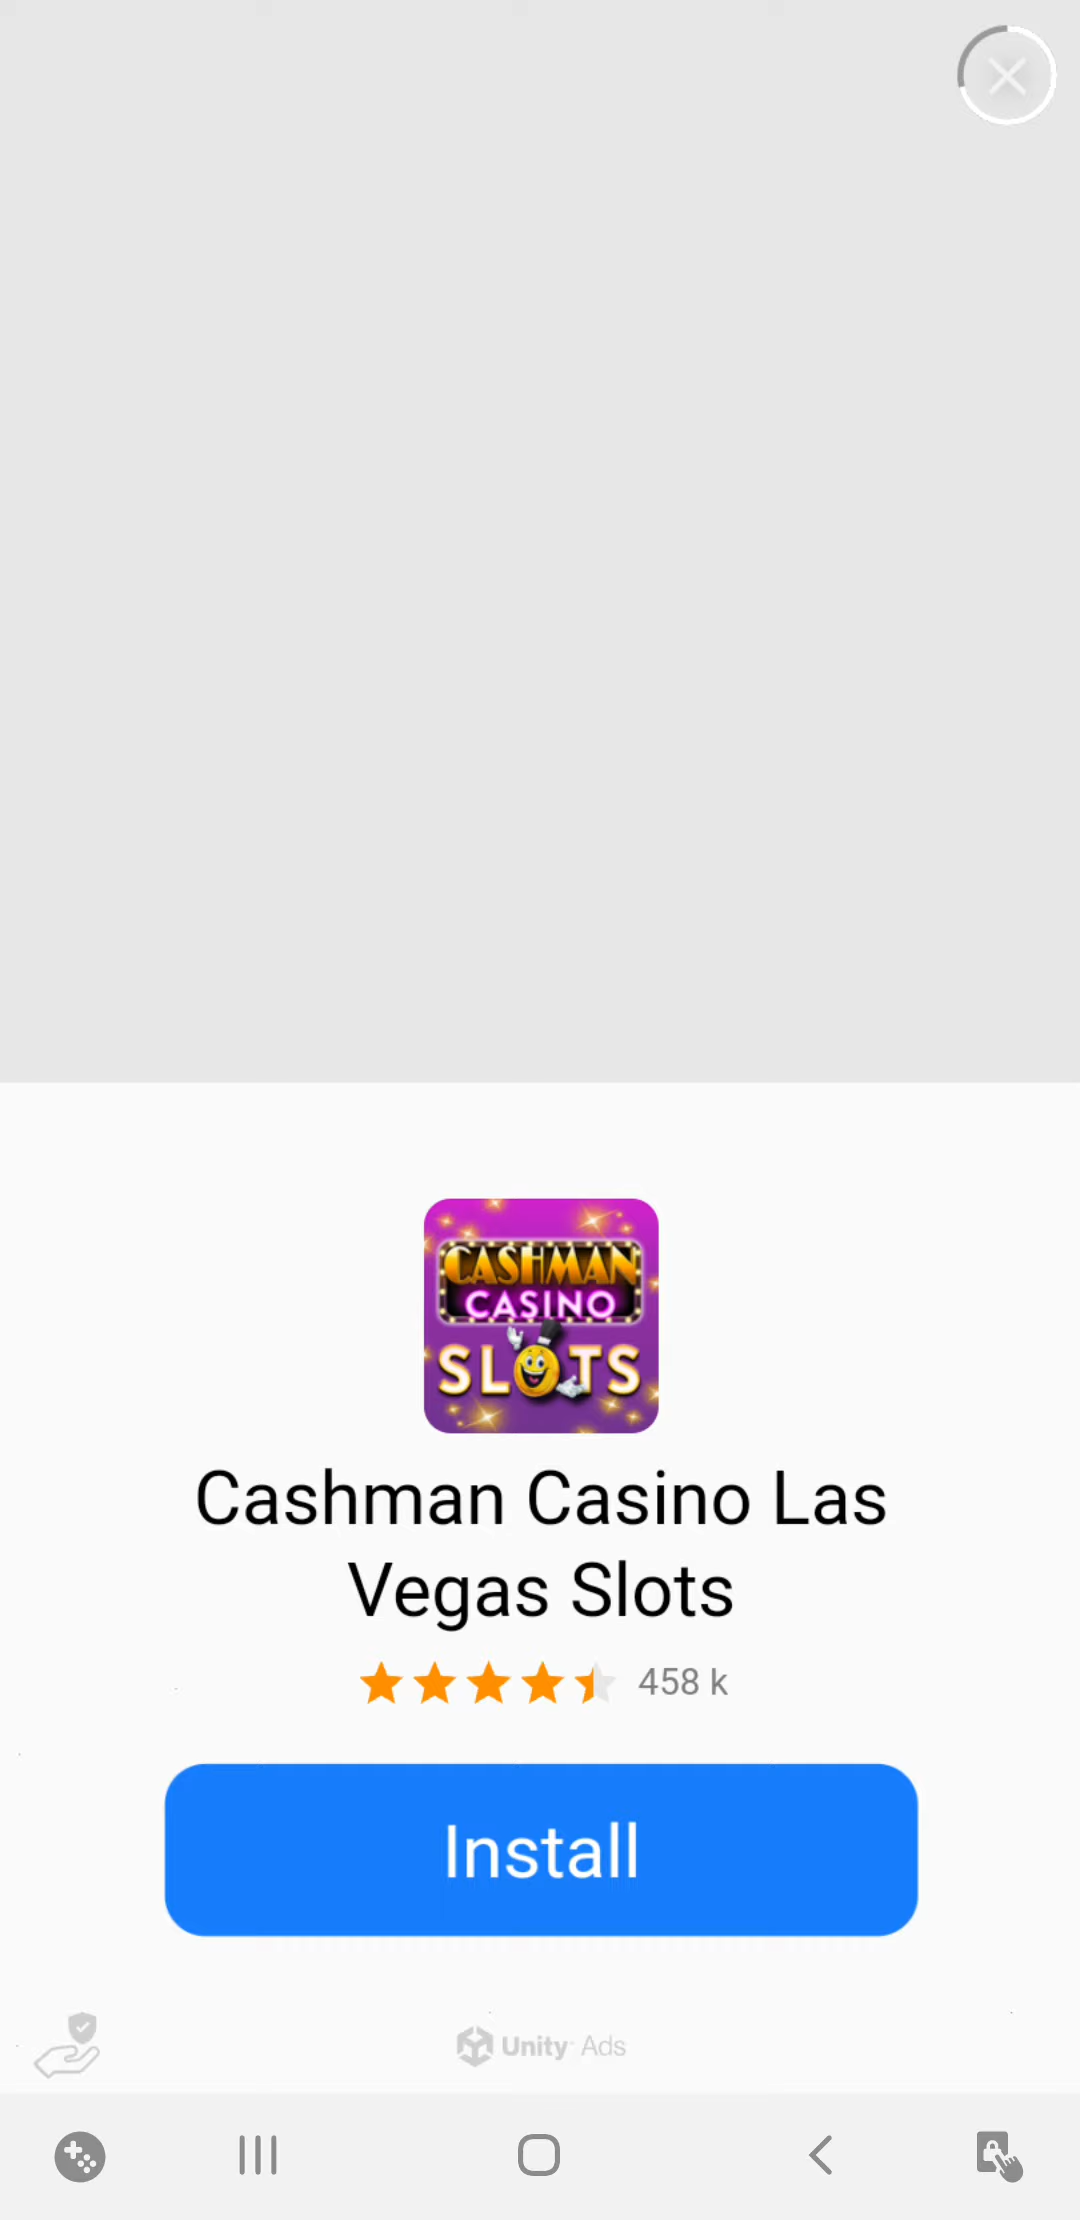 CASHMAN
CASINO
SLOTS
Cashman Casino Las
Vegas Slots
458 k
Install
Unity Ads